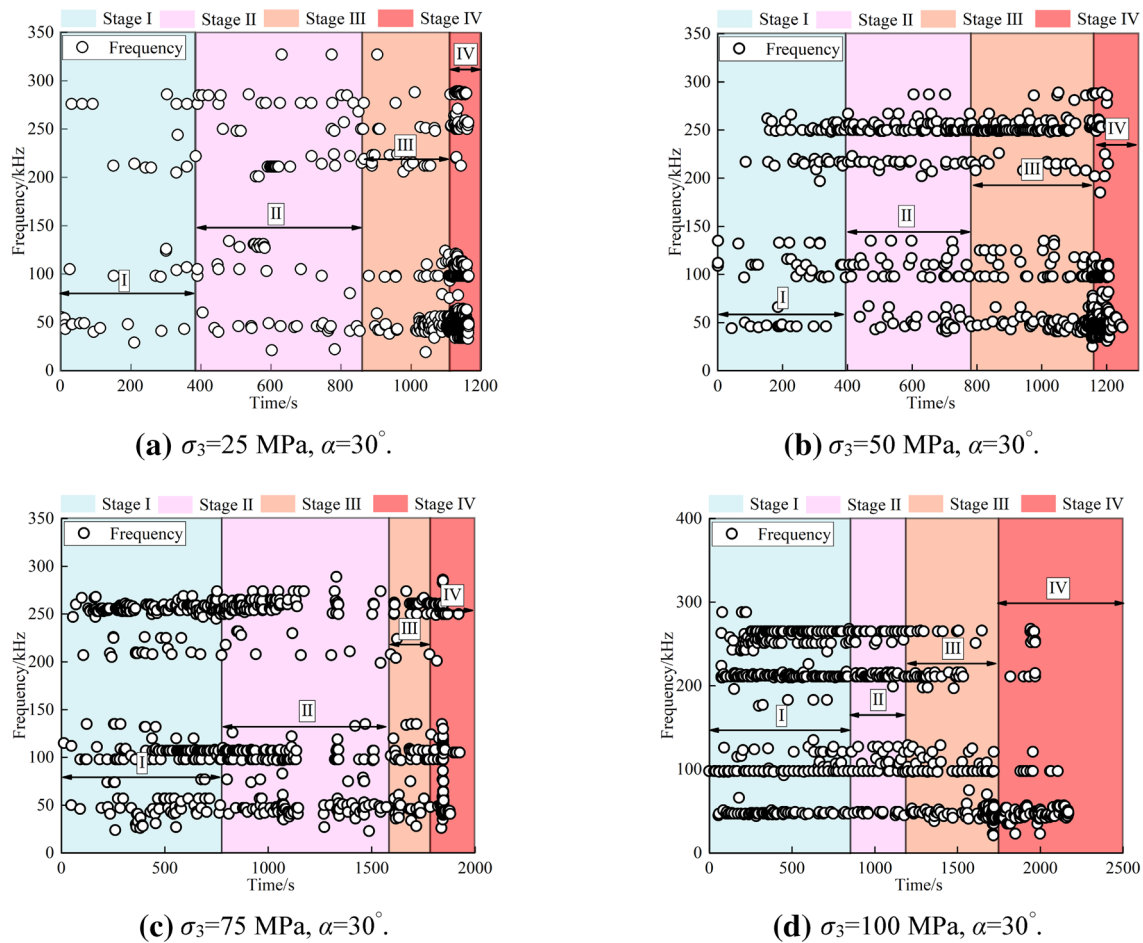 Stage I Stage II Stage III Stage IV
Frequency
Frequency/kHz
350
300
250
200
150
100
50
0
I
II
III
IV
0 200 400 600 800 1000 1200
Time/s
(a) σ3=25 MPa, α=30°.
Stage I Stage II Stage III Stage IV
Frequency
Frequency/kHz
350
300
250
200
150
100
50
0
I
II
III
IV
0 200 400 600 800 1000 1200
Time/s
(b) σ3=50 MPa, α=30°.
Stage I Stage II Stage III Stage IV
Frequency
Frequency/kHz
350
300
250
200
150
100
50
0
I
II
III
IV
0 500 1000 1500 2000
Time/s
(c) σ3=75 MPa, α=30°.
Stage I Stage II Stage III Stage IV
Frequency
Frequency/kHz
400
300
200
100
0
I
II
III
IV
0 500 1000 1500 2000 2500
Time/s
(d) σ3=100 MPa, α=30°.